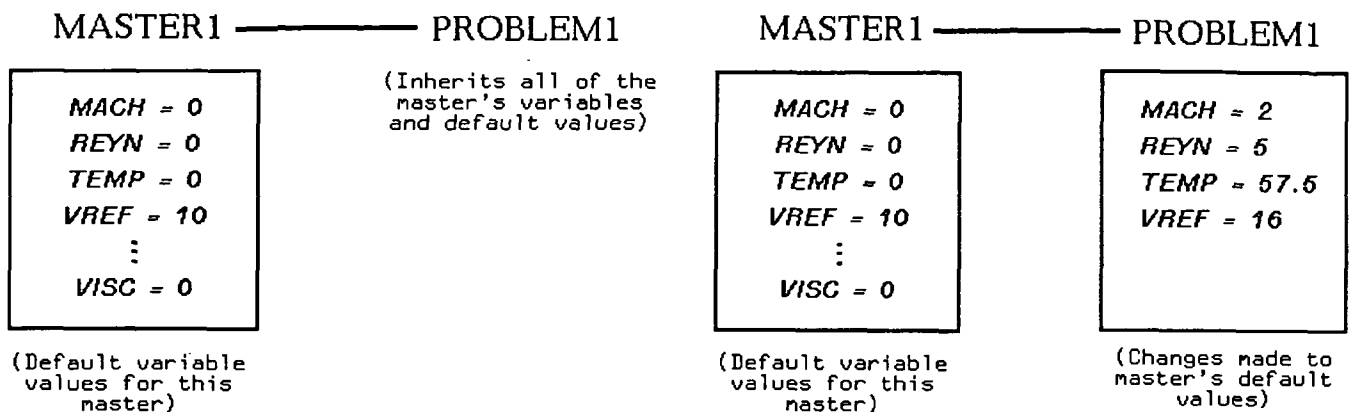 MASTER1 PROBLEM1
MACH = 0
REYN = 0
TEMP = 0
VREF = 10
⋮
VISC = 0
(Default variable
values for this
master)
(Inherits all of the
master's variables
and default values)
MASTER1 PROBLEM1
MACH = 0
REYN = 0
TEMP = 0
VREF = 10
⋮
VISC = 0
(Default variable
values for this
master)
MACH = 2
REYN = 5
TEMP = 57.5
VREF = 16
(Changes made to
master's default
values)